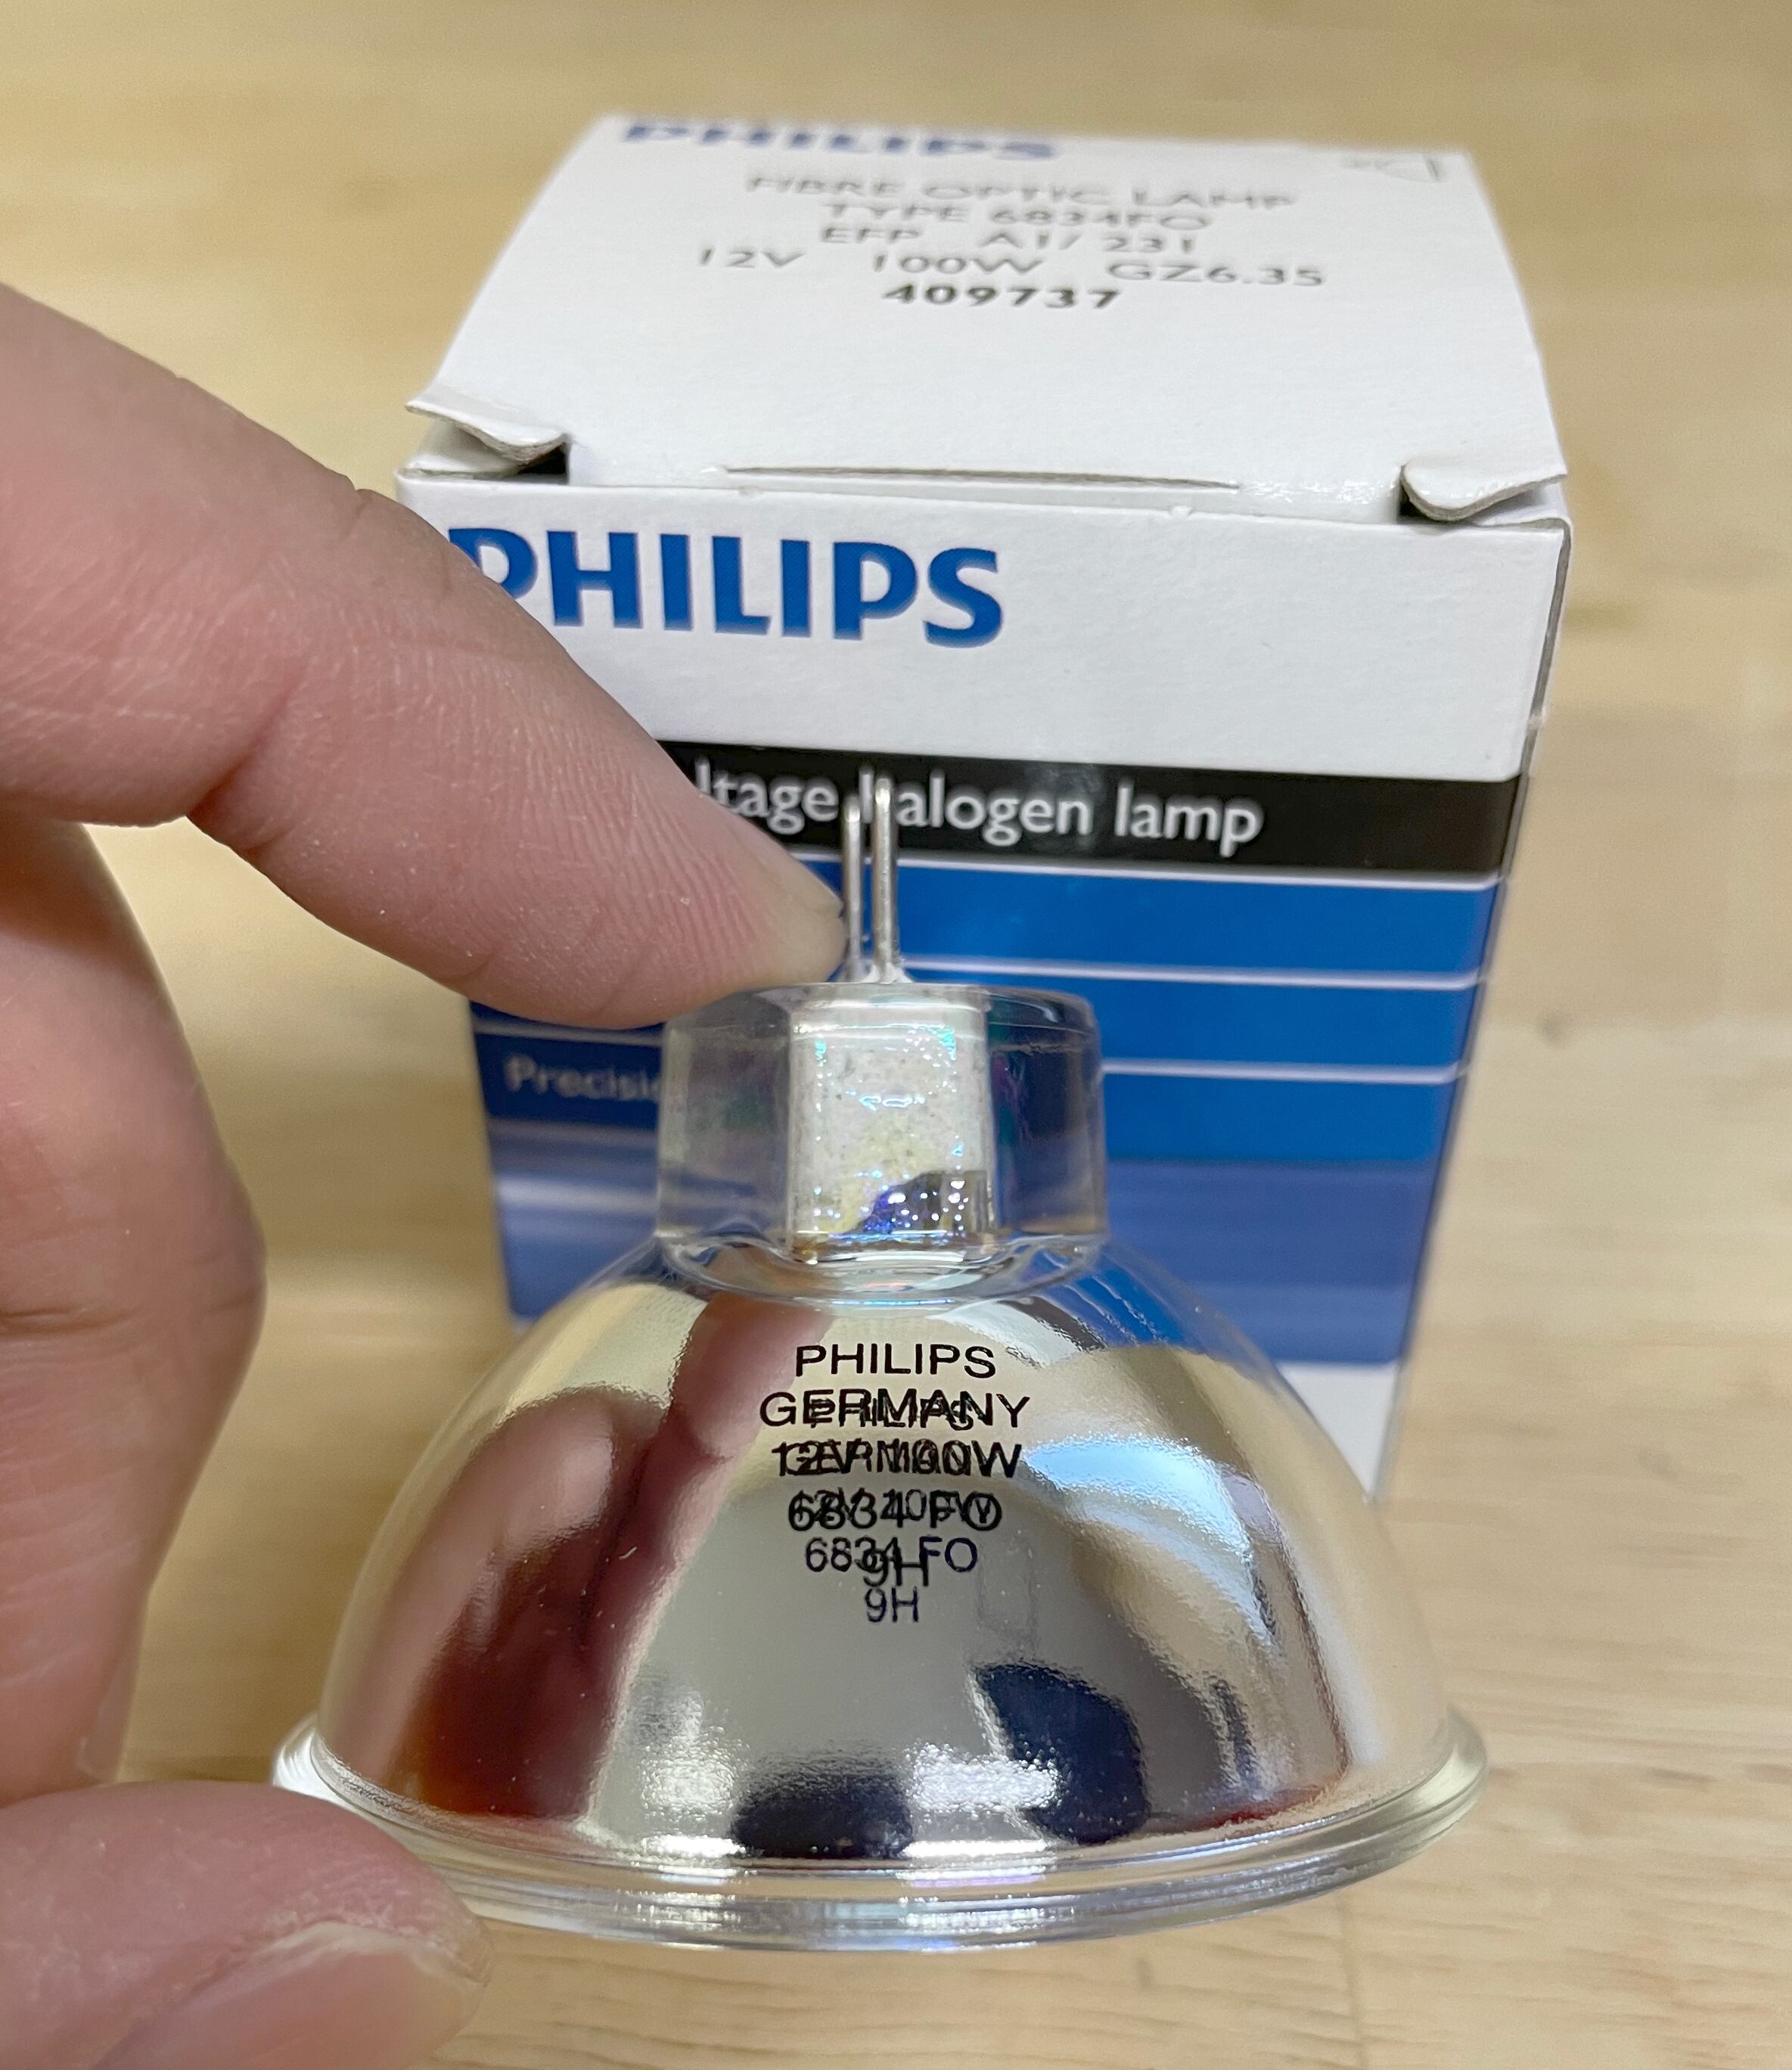 PHILIPS
FIBRE OPTIC LAMP
TYPE 6834FO
EFP A1/ 231
12V 100W GZ6.35
409737
PHILIPS
ltage halogen lamp
Precisi
PHILIPS
GERMANY
12V 100W
6834 FO
9H